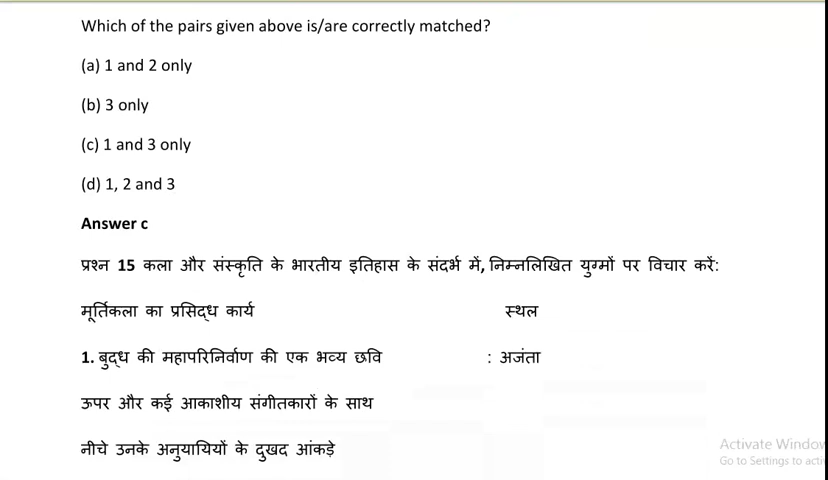 Which of the pairs given above is/are correctly matched?
(a) 1 and 2 only
(b) 3 only
(c) 1 and 3 only
(d) 1, 2 and 3
Answer c
प्रश्न 15 कला और संस्कृति के भारतीय इतिहास के संदर्भ में, निम्नलिखित युग्मों पर विचार करें:
मूर्तिकला का प्रसिद्ध कार्य स्थल
1. बुद्ध की महापरिनिर्वाण की एक भव्य छवि : अजंता
ऊपर और कई आकाशीय संगीतकारों के साथ
नीचे उनके अनुयायियों के दुखद आंकड़े
Activate Window
Go to Settings to acti